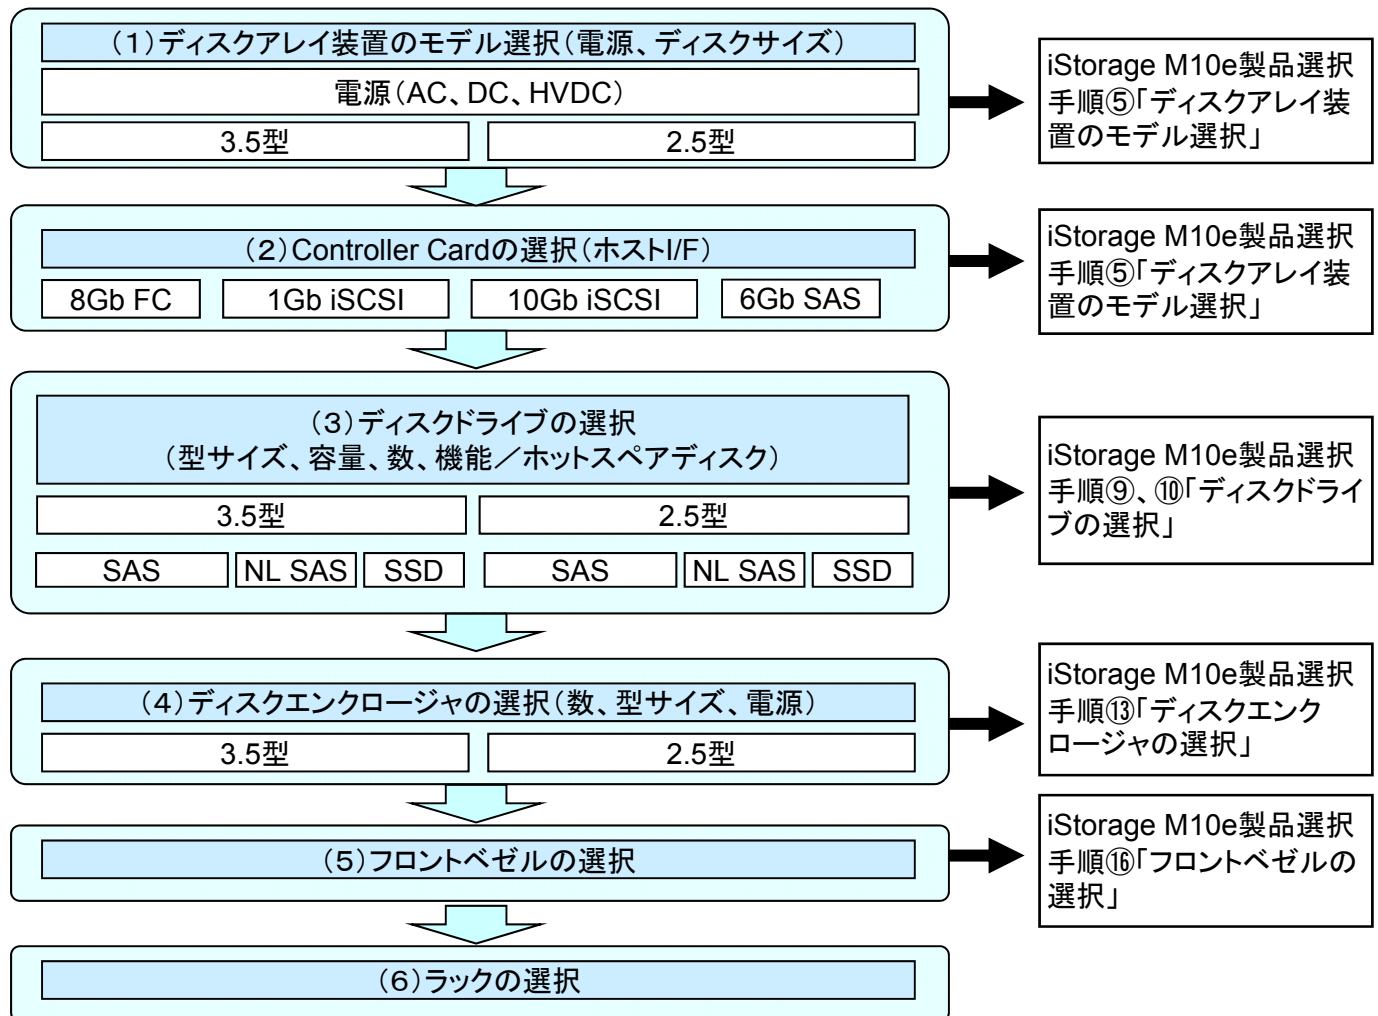 （１）ディスクアレイ装置のモデル選択（電源、ディスクサイズ）
電源（AC、DC、HVDC）
3.5型
2.5型
iStorage M10e製品選択
手順⑤「ディスクアレイ装
置のモデル選択」
（２）Controller Cardの選択（ホストI/F）
8Gb FC
1Gb iSCSI
10Gb iSCSI
6Gb SAS
iStorage M10e製品選択
手順⑤「ディスクアレイ装
置のモデル選択」
（３）ディスクドライブの選択
（型サイズ、容量、数、機能／ホットスペアディスク）
3.5型
2.5型
SAS
NL SAS
SSD
SAS
NL SAS
SSD
iStorage M10e製品選択
手順⑨、⑩「ディスクドライ
ブの選択」
（４）ディスクエンクロージャの選択（数、型サイズ、電源）
3.5型
2.5型
iStorage M10e製品選択
手順⑬「ディスクエンク
ロージャの選択」
（５）フロントベゼルの選択
iStorage M10e製品選択
手順⑯「フロントベゼルの
選択」
（６）ラックの選択